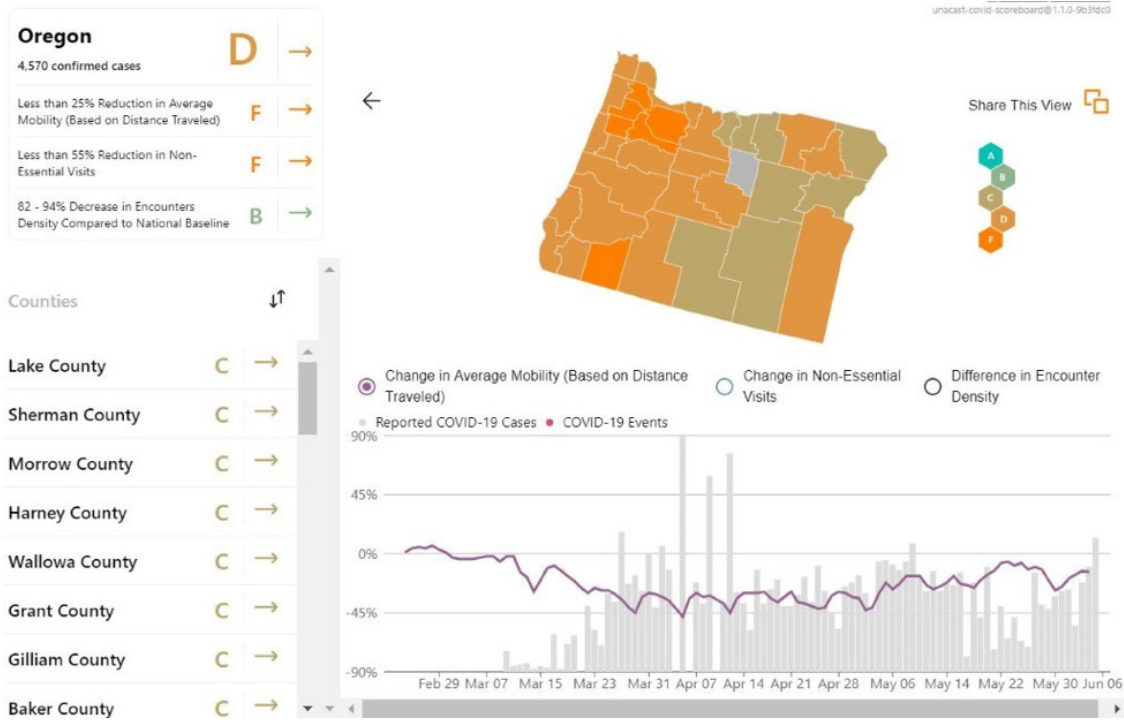 unacast-covid-scoreboard@1.1.0-9b3fdc0
Oregon
4,570 confirmed cases
D →
Less than 25% Reduction in Average
Mobility (Based on Distance Traveled)
F →
Less than 55% Reduction in Non-
Essential Visits
F →
82 - 94% Decrease in Encounters
Density Compared to National Baseline
B →
←
Share This View
A
B
C
D
F
Counties
Lake County C →
Sherman County C →
Morrow County C →
Harney County C →
Wallowa County C →
Grant County C →
Gilliam County C →
Baker County C →
Change in Average Mobility (Based on Distance
Traveled)
Change in Non-Essential
Visits
Difference in Encounter
Density
Reported COVID-19 Cases
COVID-19 Events
90%
45%
0%
-45%
-90%
Feb 29 Mar 07 Mar 15 Mar 23 Mar 31 Apr 07 Apr 14 Apr 21 Apr 28 May 06 May 14 May 22 May 30 Jun 06